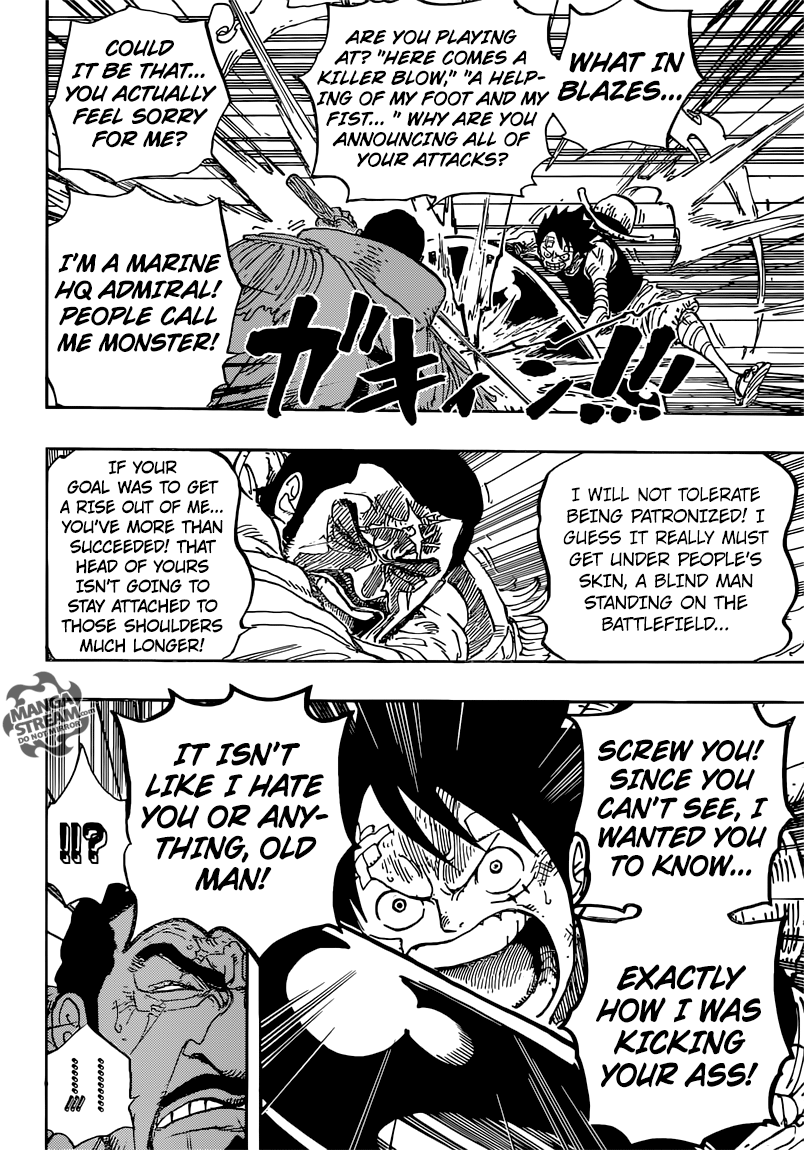 WHAT IN
BLAZES...
ARE YOU PLAYING
AT? "HERE COMES A
KILLER BLOW," "A HELP-
ING OF MY FOOT AND MY
FIST... " WHY ARE YOU
ANNOUNCING ALL OF
YOUR ATTACKS?
COULD
IT BE THAT...
YOU ACTUALLY
FEEL SORRY
FOR ME?
I'M A MARINE
HQ ADMIRAL!
PEOPLE CALL
ME MONSTER!
ガキィン!!!
I WILL NOT TOLERATE
BEING PATRONIZED! I
GUESS IT REALLY MUST
GET UNDER PEOPLE'S
SKIN, A BLIND MAN
STANDING ON THE
BATTLEFIELD...
IF YOUR
GOAL WAS TO GET
A RISE OUT OF ME...
YOU'VE MORE THAN
SUCCEEDED! THAT
HEAD OF YOURS
ISN'T GOING TO
STAY ATTACHED TO
THOSE SHOULDERS
MUCH LONGER!
MANGA
STREAM.com
DO NOT MIRROR!
SCREW YOU!
SINCE YOU
CAN'T SEE, I
WANTED YOU
TO KNOW...
EXACTLY
HOW I WAS
KICKING
YOUR ASS!
IT ISN'T
LIKE I HATE
YOU OR ANY-
THING, OLD
MAN!
!!?
.........
.......!!!